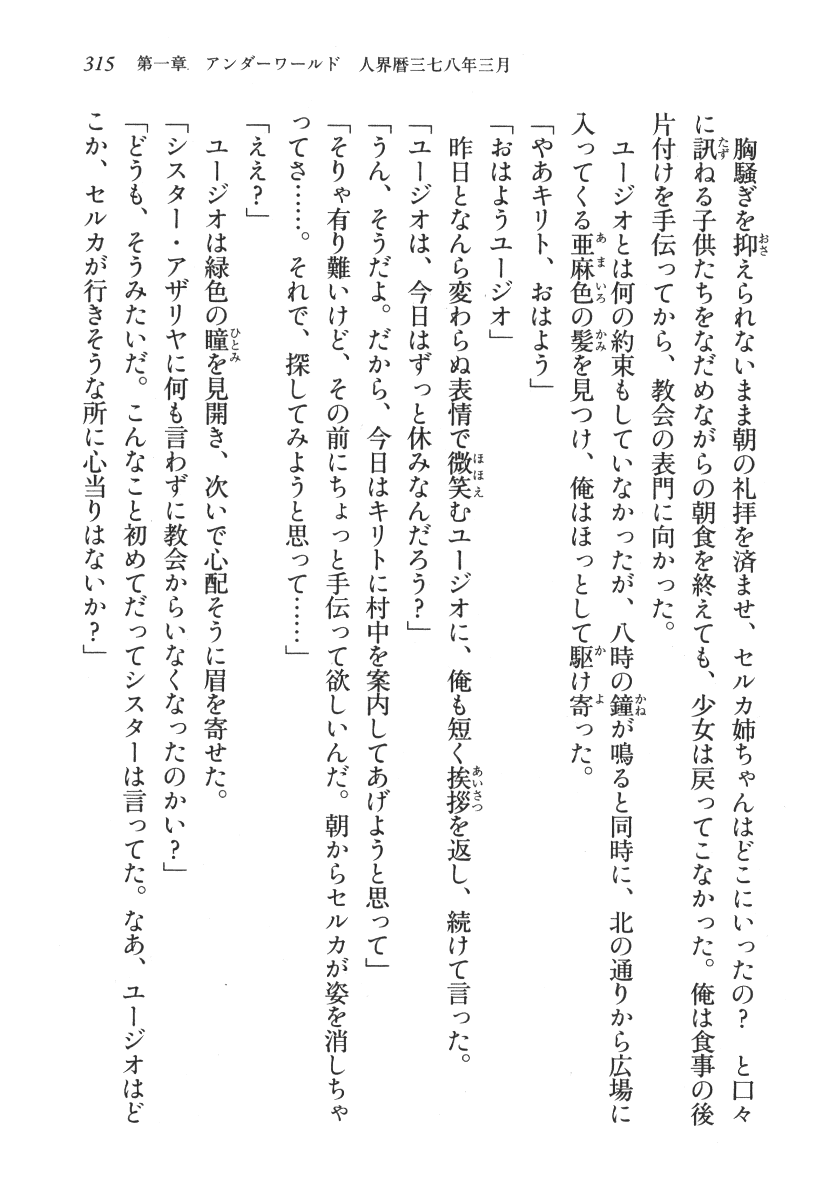 315 第一章 アンダーワールド 人界暦三七八年三月
胸騒ぎを抑えられないまま朝の礼拝を済ませ、セルカ姉ちゃんはどこにいったの? と口々
に訊ねる子供たちをなだめながらの朝食を終えても、少女は戻ってこなかった。俺は食事の後
片付けを手伝ってから、教会の表門に向かった。
ユージオとは何の約束もしていなかったが、八時の鐘が鳴ると同時に、北の通りから広場に
入ってくる亜麻色の髪を見つけ、俺はほっとして駆け寄った。
「やあキリト、おはよう」
「おはようユージオ」
昨日となんら変わらぬ表情で微笑むユージオに、俺も短く挨拶を返し、続けて言った。
「ユージオは、今日はずっと休みなんだろう?」
「うん、そうだよ。だから、今日はキリトに村中を案内してあげようと思って」
「そりゃ有り難いけど、その前にちょっと手伝って欲しいんだ。朝からセルカが姿を消しちゃ
ってさ……。それで、探してみようと思って……」
「ええ?」
ユージオは緑色の瞳を見開き、次いで心配そうに眉を寄せた。
「シスター・アザリヤに何も言わずに教会からいなくなったのかい?」
「どうも、そうみたいだ。こんなこと初めてだってシスターは言ってた。なあ、ユージオはど
こか、セルカが行きそうな所に心当りはないか?」